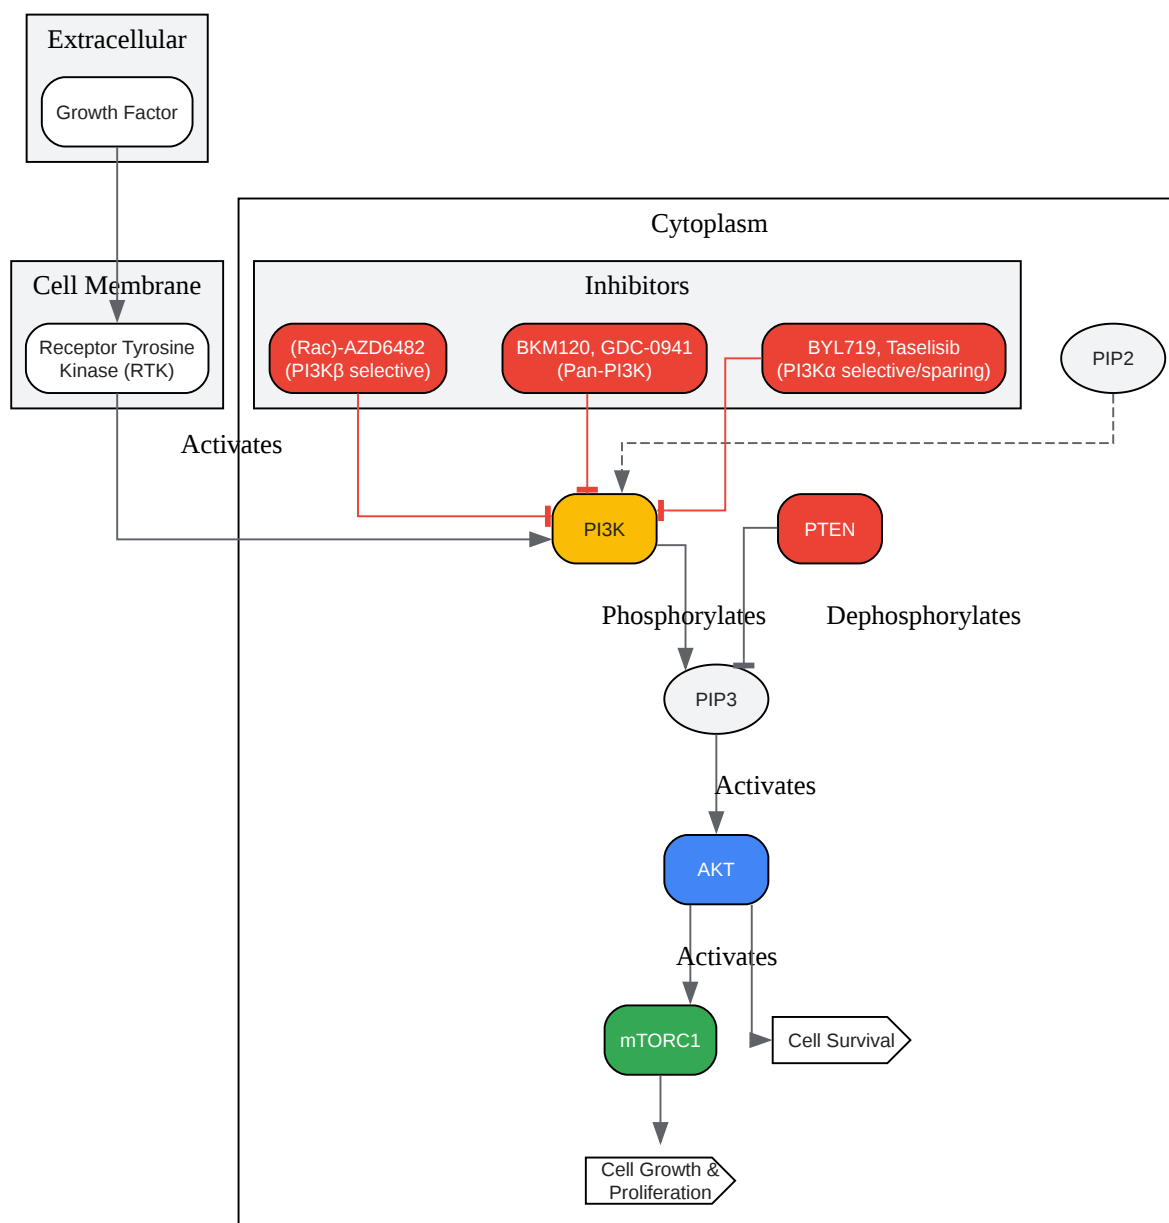 Extracellular
Growth Factor
Cytoplasm
Cell Membrane
Inhibitors
Receptor Tyrosine
Kinase (RTK)
(Rac)-AZD6482
(PI3Kβ selective)
BKM120, GDC-0941
(Pan-PI3K)
BYL719, Taselisib
(PI3Kα selective/sparing)
PIP2
Activates
PI3K
PTEN
Phosphorylates
Dephosphorylates
PIP3
Activates
AKT
Activates
mTORC1
Cell Survival
Cell Growth &
Proliferation